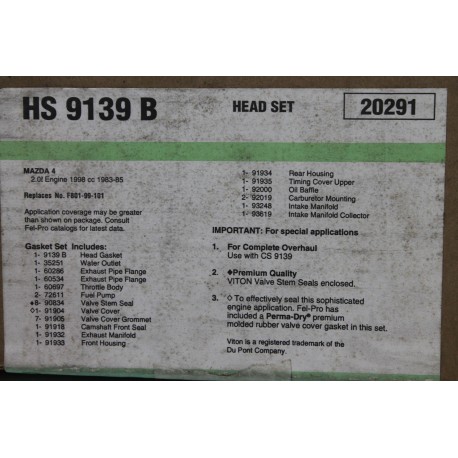 HS 9139 B HEAD SET 20291
MAZDA 4
2.0ℓ Engine 1998 cc 1983-85
Replaces No. F801-99-101
Application coverage may be greater
than shown on package. Consult
Fel-Pro catalogs for latest data.
Gasket Set Includes:
1- 9139 B Head Gasket
1- 35251 Water Outlet
1- 60286 Exhaust Pipe Flange
1- 60534 Exhaust Pipe Flange
1- 60697 Throttle Body
2- 72611 Fuel Pump
♦8- 90834 Valve Stem Seal
◊1- 91904 Valve Cover
7- 91905 Valve Cover Grommet
1- 91918 Camshaft Front Seal
1- 91932 Exhaust Manifold
1- 91933 Front Housing
1- 91934 Rear Housing
1- 91935 Timing Cover Upper
1- 92000 Oil Baffle
2- 92019 Carburetor Mounting
1- 93248 Intake Manifold
1- 93619 Intake Manifold Collector
IMPORTANT: For special applications
1. For Complete Overhaul
Use with CS 9139
2. ♦Premium Quality
VITON Valve Stem Seals enclosed.
3. ◊ To effectively seal this sophisticated
engine application. Fel-Pro has
included a Perma-Dry® premium
molded rubber valve cover gasket in this set.
Viton is a registered trademark of the
Du Pont Company.